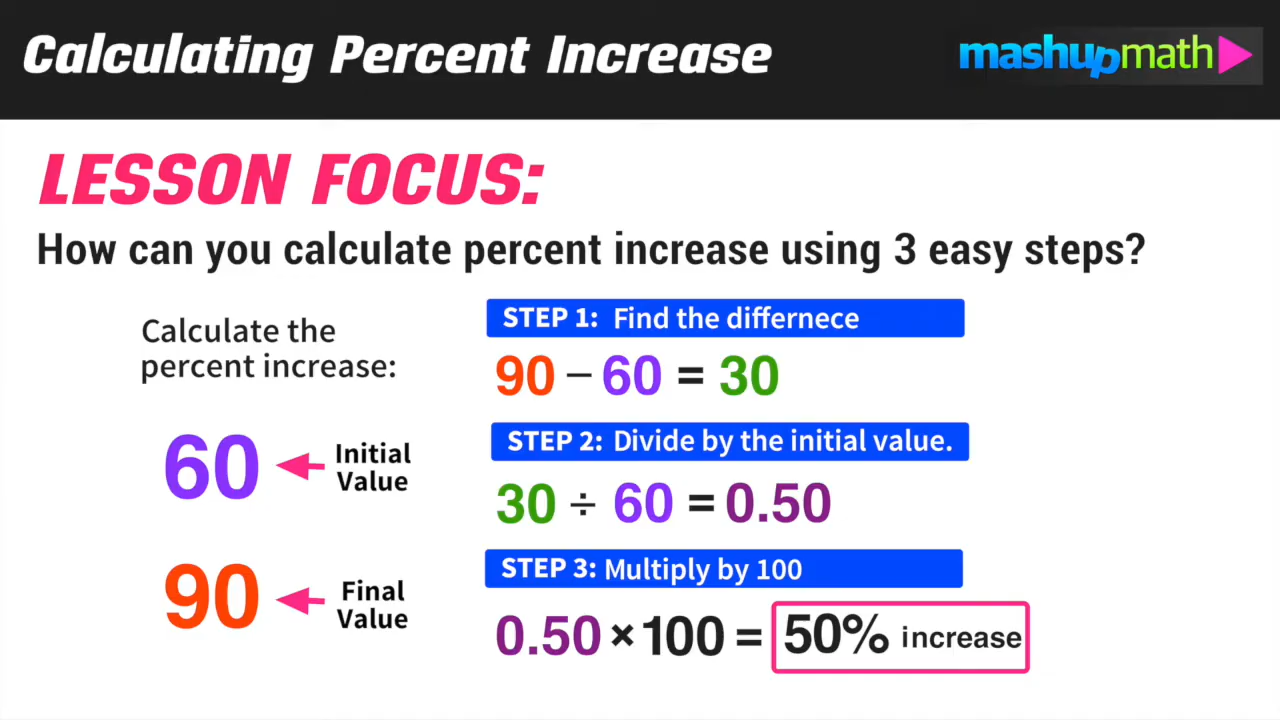 Calculating Percent Increase
mashupmath
LESSON FOCUS:
How can you calculate percent increase using 3 easy steps?
Calculate the
percent increase:
60
Initial
Value
90
Final
Value
STEP 1: Find the differnece
90 − 60 = 30
STEP 2: Divide by the initial value.
30 ÷ 60 = 0.50
STEP 3: Multiply by 100
0.50 × 100 = 50% increase